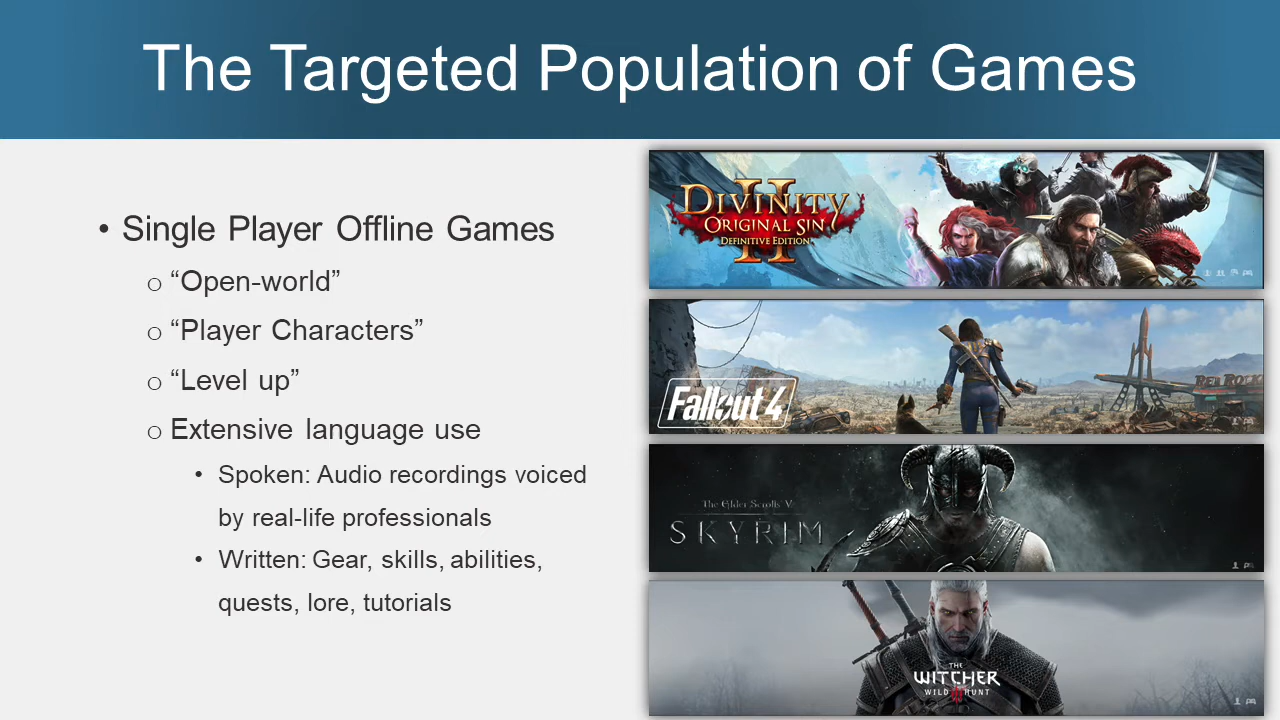 The Targeted Population of Games
• Single Player Offline Games
o “Open-world”
o “Player Characters”
o “Level up”
o Extensive language use
• Spoken: Audio recordings voiced
by real-life professionals
• Written: Gear, skills, abilities,
quests, lore, tutorials
DIVINITY
II
ORIGINAL SIN
DEFINITIVE EDITION
Fallout 4
RED ROCKET
The Elder Scrolls V
SKYRIM
THE
WITCHER
WILD HUNT